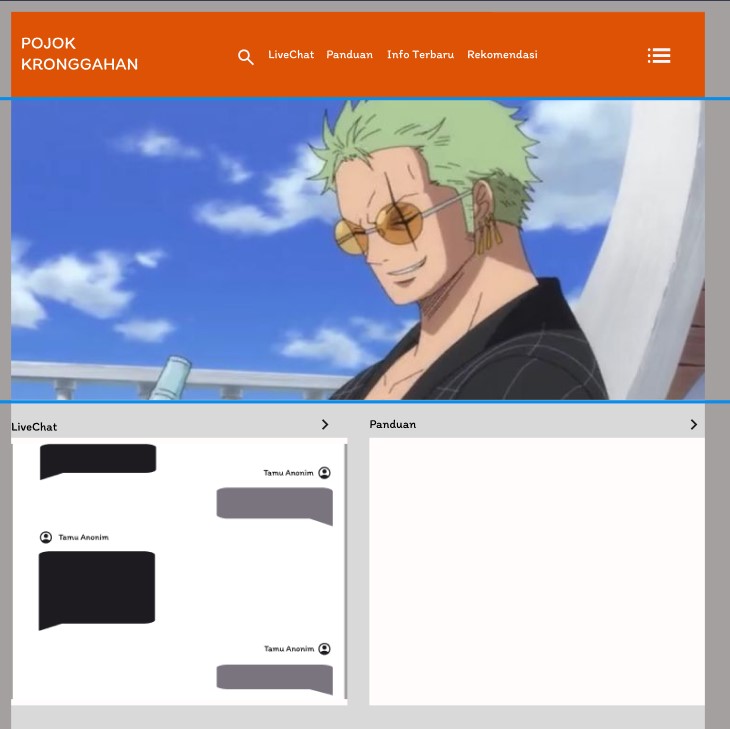 POJOK
KRONGGAHAN
LiveChat Panduan Info Terbaru Rekomendasi
LiveChat
Panduan
Tamu Anonim
Tamu Anonim
Tamu Anonim